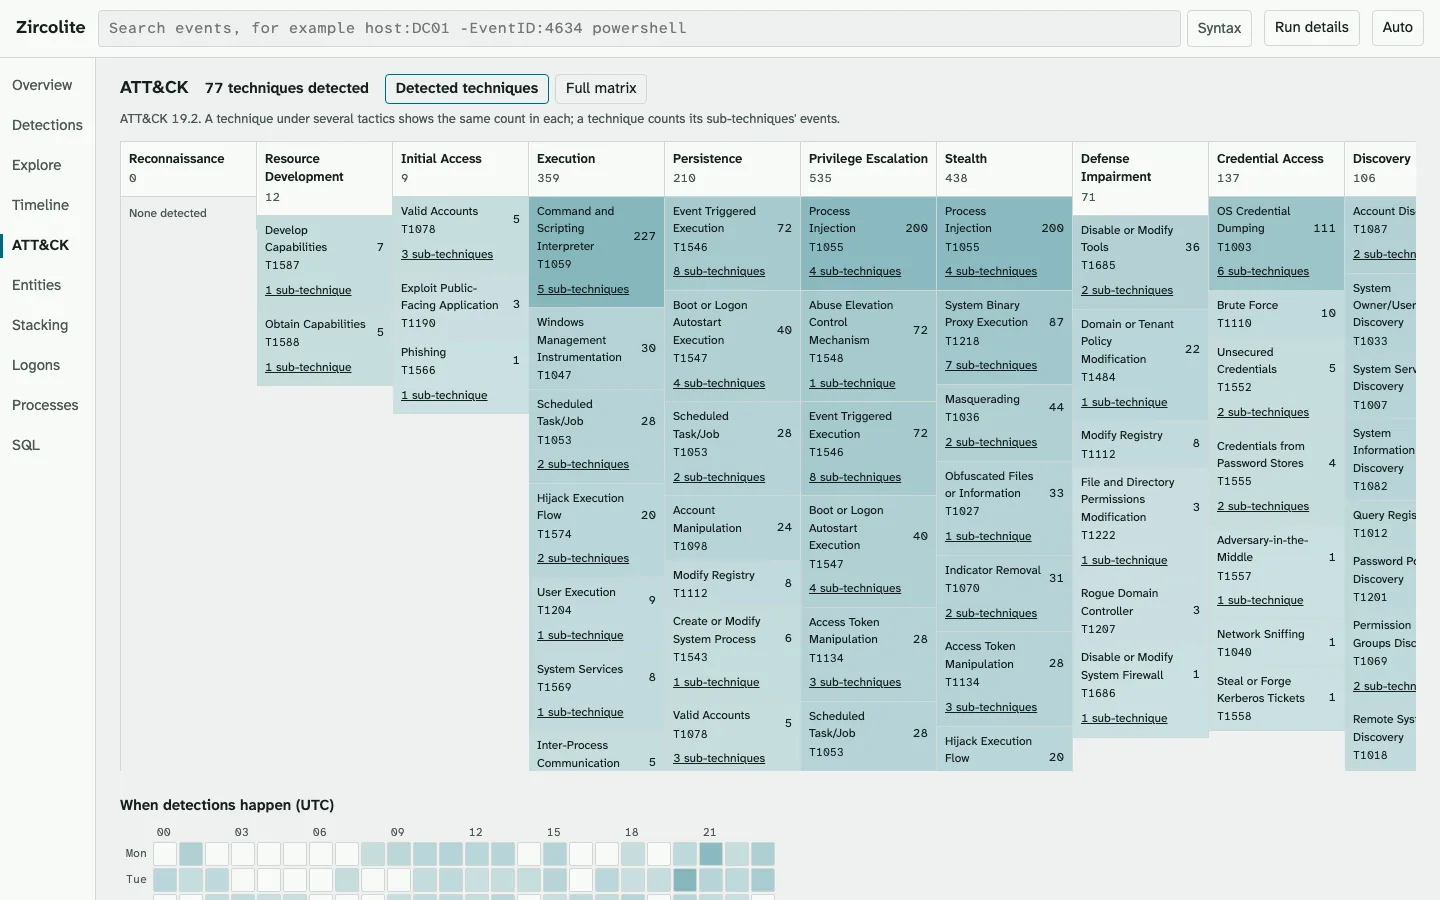 Zircolite
Search events, for example host:DC01 -EventID:4634 powershell
Syntax
Run details
Auto
Overview
Detections
Explore
Timeline
ATT&CK
Entities
Stacking
Logons
Processes
SQL
ATT&CK
77 techniques detected
Detected techniques
Full matrix
ATT&CK 19.2. A technique under several tactics shows the same count in each; a technique counts its sub-techniques' events.
Reconnaissance
0
None detected
Resource
Development
12
Develop
Capabilities
7
T1587
1 sub-technique
Obtain Capabilities
5
T1588
1 sub-technique
Initial Access
9
Valid Accounts
5
T1078
3 sub-techniques
Exploit Public-
Facing Application
3
T1190
Phishing
1
T1566
1 sub-technique
Execution
359
Command and
Scripting
Interpreter
227
T1059
5 sub-techniques
Windows
Management
Instrumentation
30
T1047
Scheduled
Task/Job
28
T1053
2 sub-techniques
Hijack Execution
Flow
20
T1574
2 sub-techniques
User Execution
9
T1204
1 sub-technique
System Services
8
T1569
1 sub-technique
Inter-Process
Communication
5
Persistence
210
Event Triggered
Execution
72
T1546
8 sub-techniques
Boot or Logon
Autostart
Execution
40
T1547
4 sub-techniques
Scheduled
Task/Job
28
T1053
2 sub-techniques
Account
Manipulation
24
T1098
Modify Registry
8
T1112
Create or Modify
System Process
6
T1543
1 sub-technique
Valid Accounts
5
T1078
3 sub-techniques
Privilege Escalation
535
Process
Injection
200
T1055
4 sub-techniques
Abuse Elevation
Control
Mechanism
72
T1548
1 sub-technique
Event Triggered
Execution
72
T1546
8 sub-techniques
Boot or Logon
Autostart
Execution
40
T1547
4 sub-techniques
Access Token
Manipulation
28
T1134
3 sub-techniques
Scheduled
Task/Job
28
T1053
Stealth
438
Process
Injection
200
T1055
4 sub-techniques
System Binary
Proxy Execution
87
T1218
7 sub-techniques
Masquerading
44
T1036
2 sub-techniques
Obfuscated Files
or Information
33
T1027
1 sub-technique
Indicator Removal
31
T1070
2 sub-techniques
Access Token
Manipulation
28
T1134
3 sub-techniques
Hijack Execution
Flow
20
Defense
Impairment
71
Disable or Modify
Tools
36
T1685
2 sub-techniques
Domain or Tenant
Policy
Modification
22
T1484
1 sub-technique
Modify Registry
8
T1112
File and Directory
Permissions
Modification
3
T1222
1 sub-technique
Rogue Domain
Controller
3
T1207
Disable or Modify
System Firewall
1
T1686
1 sub-technique
Credential Access
137
OS Credential
Dumping
111
T1003
6 sub-techniques
Brute Force
10
T1110
Unsecured
Credentials
5
T1552
2 sub-techniques
Credentials from
Password Stores
4
T1555
2 sub-techniques
Adversary-in-the-
Middle
1
T1557
1 sub-technique
Network Sniffing
1
T1040
Steal or Forge
Kerberos Tickets
1
T1558
Discovery
106
Account Dis
T1087
2 sub-techn
System
Owner/User
Discovery
T1033
System Serv
Discovery
T1007
System
Information
Discovery
T1082
Query Regis
T1012
Password Po
Discovery
T1201
Permission
Groups Disc
T1069
2 sub-techn
Remote Syst
Discovery
T1018
When detections happen (UTC)
00 03 06 09 12 15 18 21
Mon
Tue